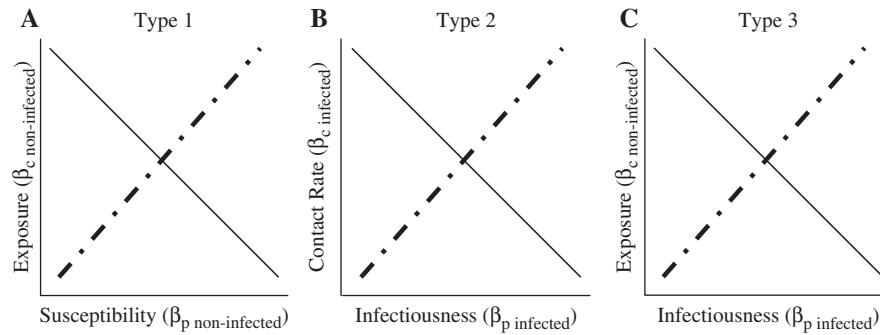 A
Type 1
Exposure (βc non-infected)
Susceptibility (βp non-infected)
B
Type 2
Contact Rate (βc infected)
Infectiousness (βp infected)
C
Type 3
Exposure (βc non-infected)
Infectiousness (βp infected)